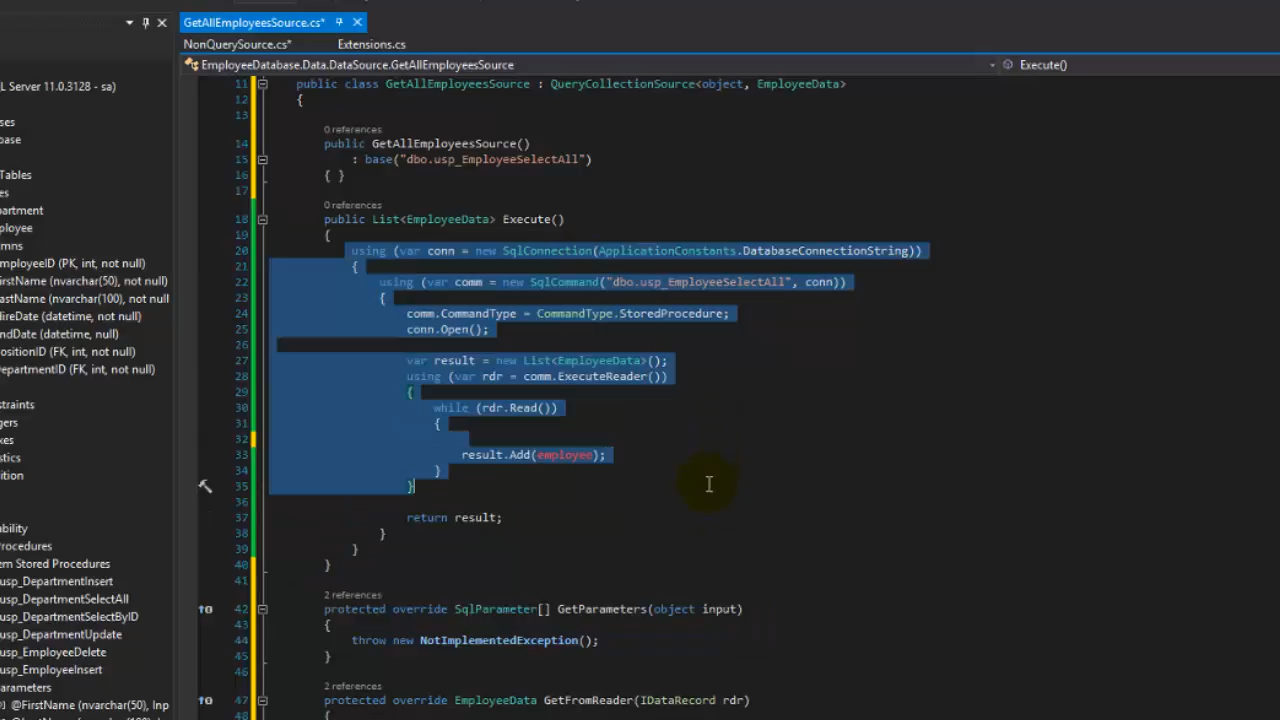 GetAllEmployeesSource.cs*
NonQuerySource.cs* Extensions.cs
EmployeeDatabase.Data.DataSource.GetAllEmployeesSource Execute()
L Server 11.0.3128 - sa)
ses
base
Tables
es
partment
ployee
mns
mployeeID (PK, int, not null)
irstName (nvarchar(50), not null
astName (nvarchar(100), not null
HireDate (datetime, not null)
ndDate (datetime, null)
ositionID (FK, int, not null)
epartmentID (FK, int, not null)
straints
gers
xes
stics
ition
ability
Procedures
em Stored Procedures
usp_DepartmentInsert
usp_DepartmentSelectAll
usp_DepartmentSelectByID
usp_DepartmentUpdate
usp_EmployeeDelete
usp_EmployeeInsert
arameters
@FirstName (nvarchar(50), Inp
11 public class GetAllEmployeesSource : QueryCollectionSource<object, EmployeeData>
12 {
13
0 references
14 public GetAllEmployeesSource()
15 : base("dbo.usp_EmployeeSelectAll")
16 { }
17
0 references
18 public List<EmployeeData> Execute()
19 {
20 using (var conn = new SqlConnection(ApplicationConstants.DatabaseConnectionString))
21 {
22 using (var comm = new SqlCommand("dbo.usp_EmployeeSelectAll", conn))
23 {
24 comm.CommandType = CommandType.StoredProcedure;
25 conn.Open();
26
27 var result = new List<EmployeeData>();
28 using (var rdr = comm.ExecuteReader())
29 {
30 while (rdr.Read())
31 {
32
33 result.Add(employee);
34 }
35 }
36
37 return result;
38 }
39 }
40 }
41
2 references
42 protected override SqlParameter[] GetParameters(object input)
43 {
44 throw new NotImplementedException();
45 }
46
2 references
47 protected override EmployeeData GetFromReader(IDataRecord rdr)
48 {